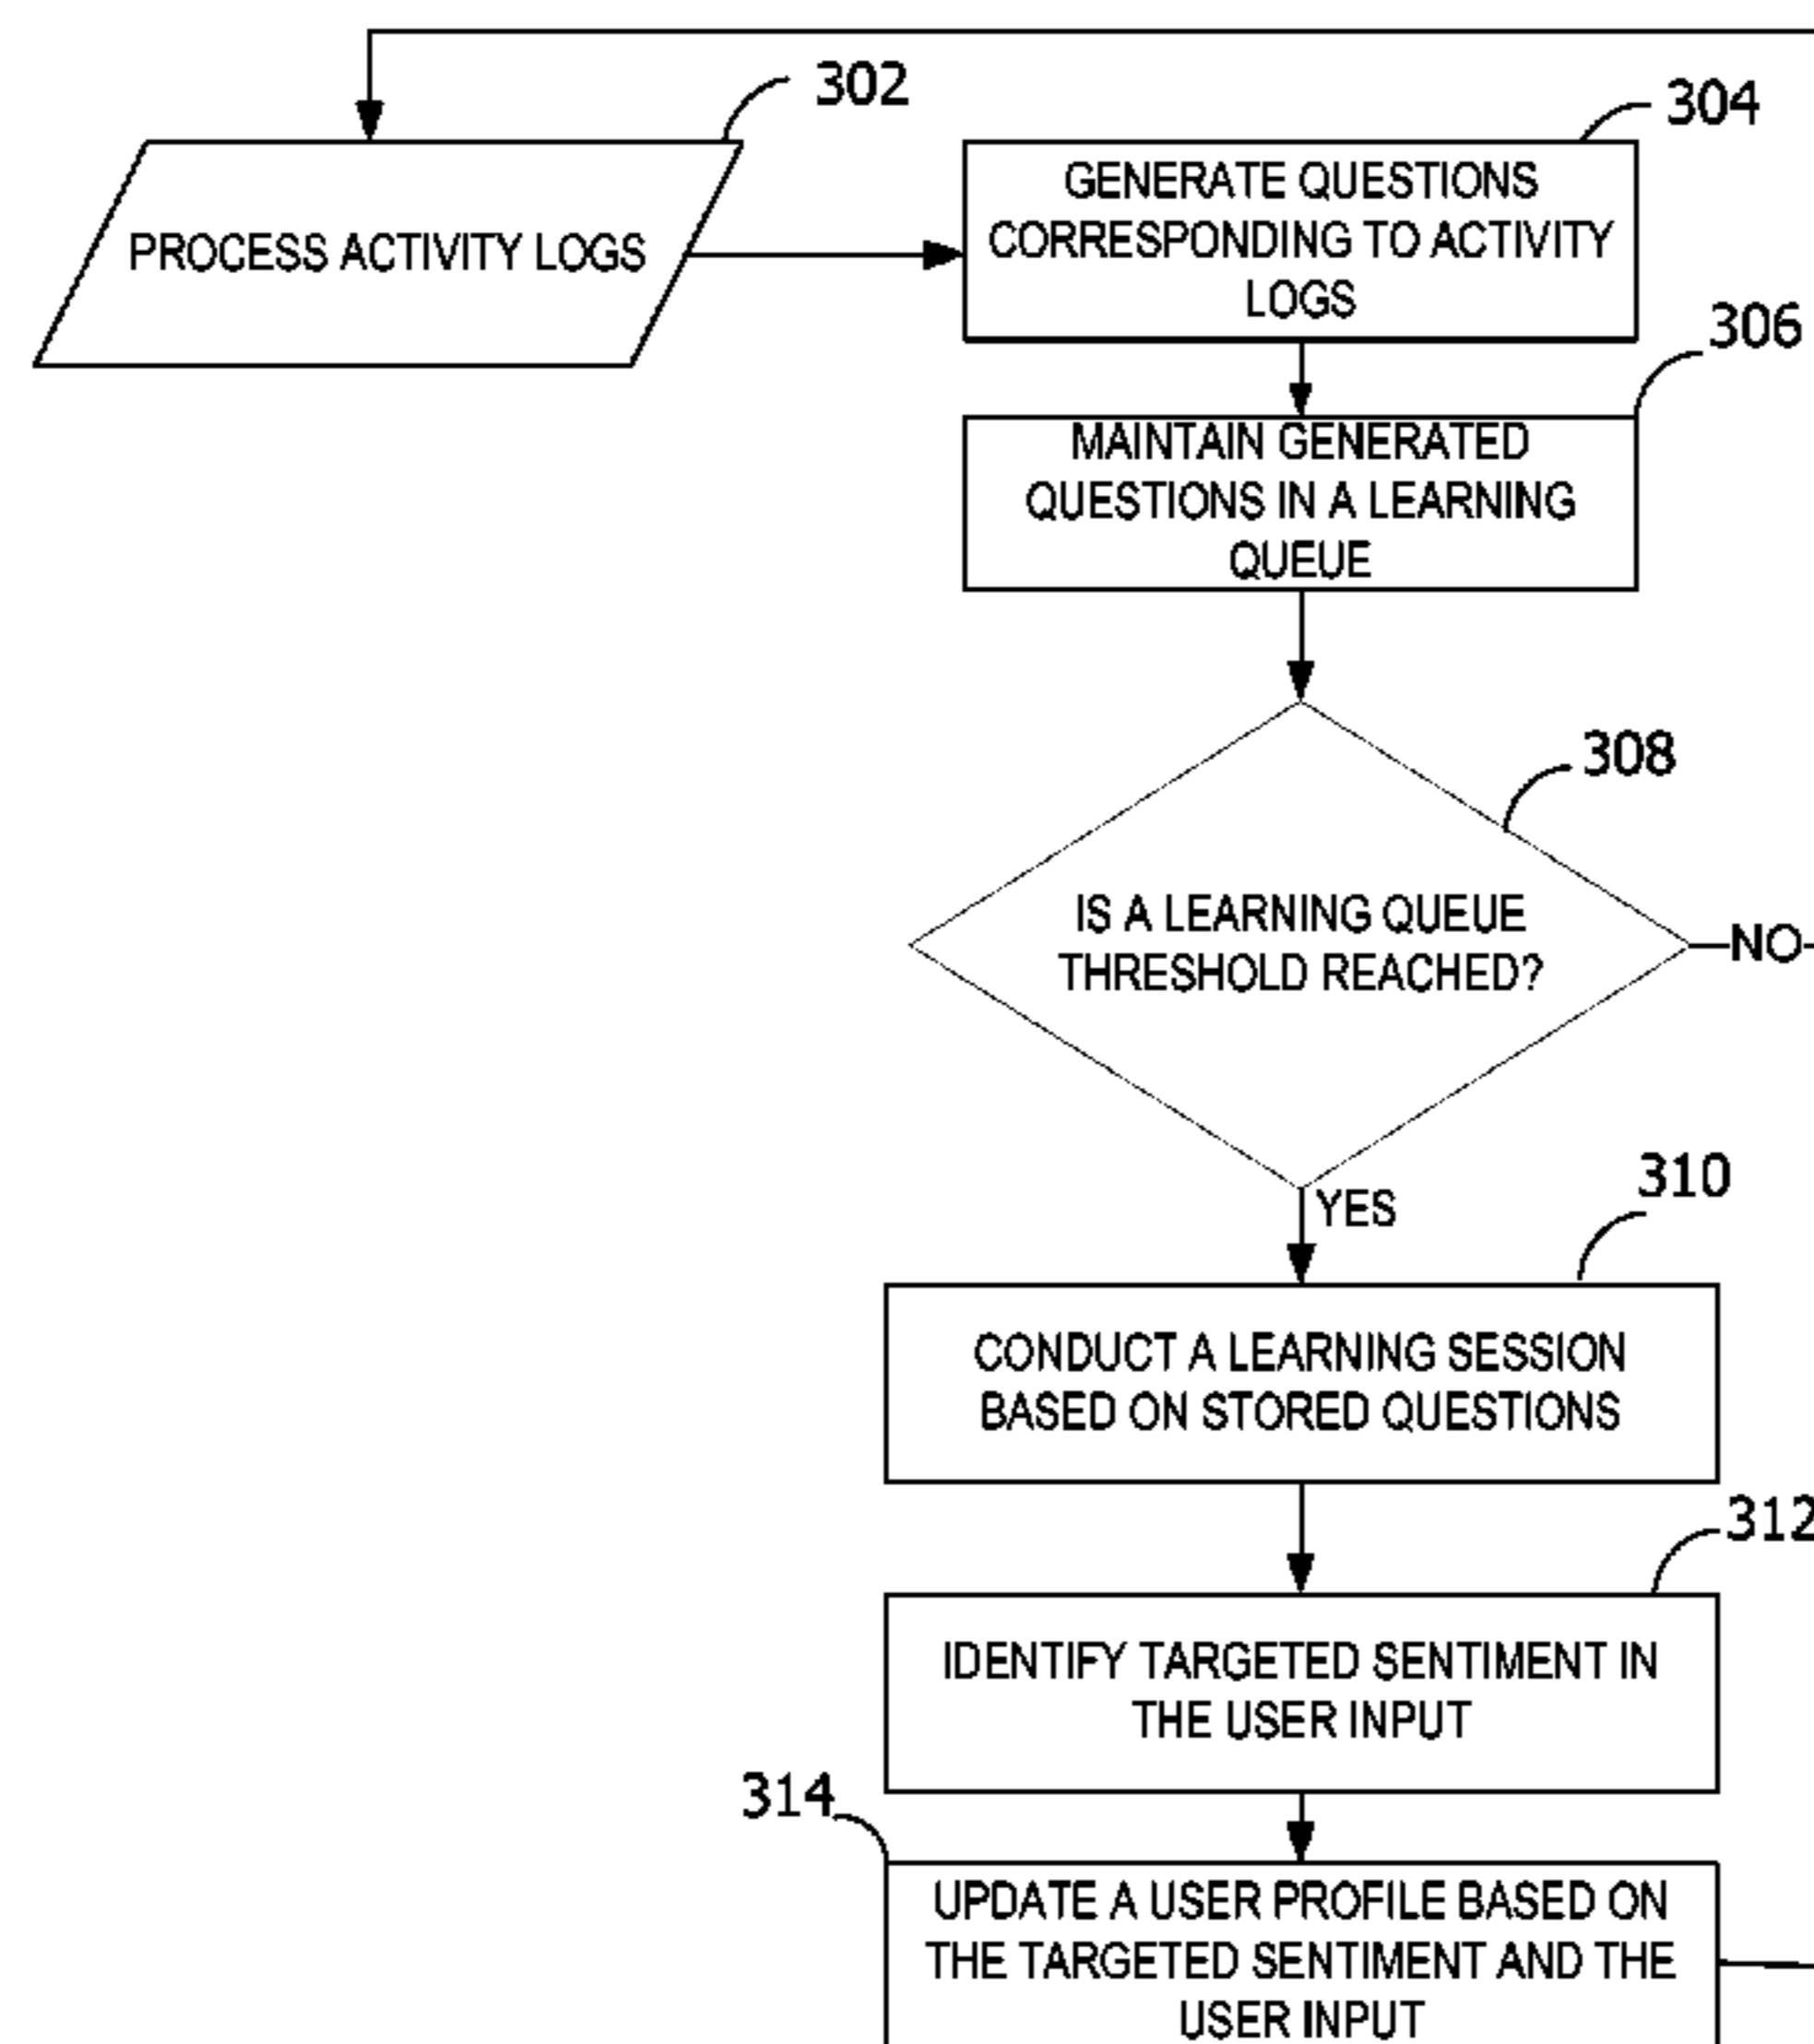 302
PROCESS ACTIVITY LOGS
304
GENERATE QUESTIONS
CORRESPONDING TO ACTIVITY
LOGS
306
MAINTAIN GENERATED
QUESTIONS IN A LEARNING
QUEUE
308
IS A LEARNING QUEUE
THRESHOLD REACHED?
NO
YES
310
CONDUCT A LEARNING SESSION
BASED ON STORED QUESTIONS
312
IDENTIFY TARGETED SENTIMENT IN
THE USER INPUT
314
UPDATE A USER PROFILE BASED ON
THE TARGETED SENTIMENT AND THE
USER INPUT